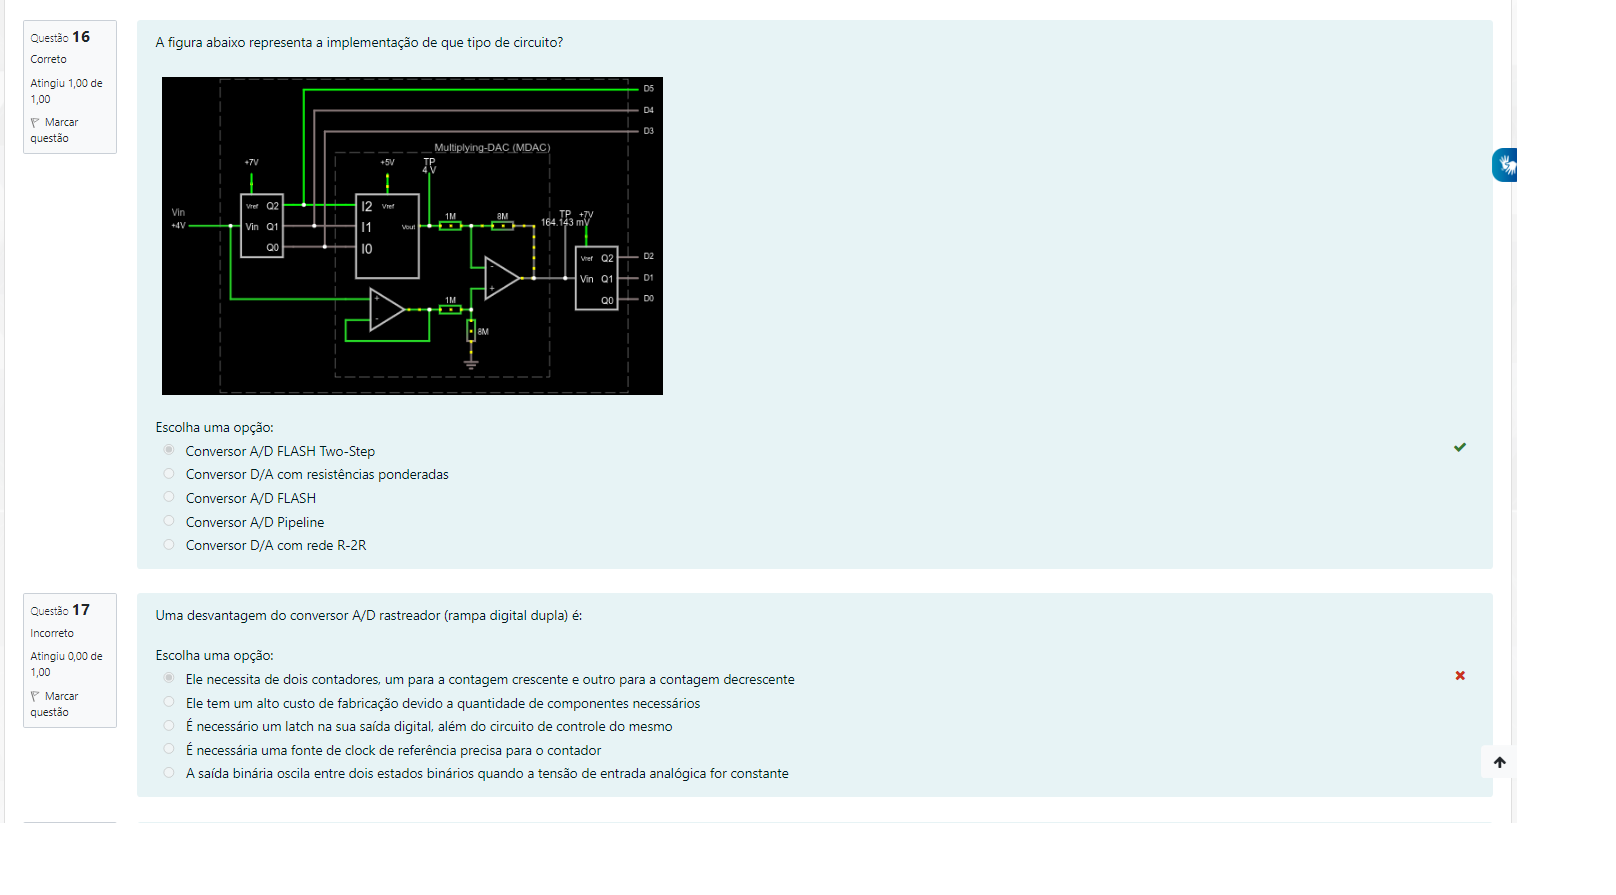 Questão 16
Correto
Atingiu 1,00 de
1,00
Marcar
questão
A figura abaixo representa a implementação de que tipo de circuito?
D5
D4
D3
Multiplying-DAC (MDAC)
+7V
+5V
TP
4 V
Vref Q2
I2 Vref
Vin
+4V
Vin Q1
I1
Vout
1M
8M
TP +7V
164.143 mV
Q0
I0
Vref Q2
D2
Vin Q1
D1
Q0
D0
+
-
-
+
1M
8M
Escolha uma opção:
Conversor A/D FLASH Two-Step
Conversor D/A com resistências ponderadas
Conversor A/D FLASH
Conversor A/D Pipeline
Conversor D/A com rede R-2R
Questão 17
Incorreto
Atingiu 0,00 de
1,00
Marcar
questão
Uma desvantagem do conversor A/D rastreador (rampa digital dupla) é:
Escolha uma opção:
Ele necessita de dois contadores, um para a contagem crescente e outro para a contagem decrescente
Ele tem um alto custo de fabricação devido a quantidade de componentes necessários
É necessário um latch na sua saída digital, além do circuito de controle do mesmo
É necessária uma fonte de clock de referência precisa para o contador
A saída binária oscila entre dois estados binários quando a tensão de entrada analógica for constante